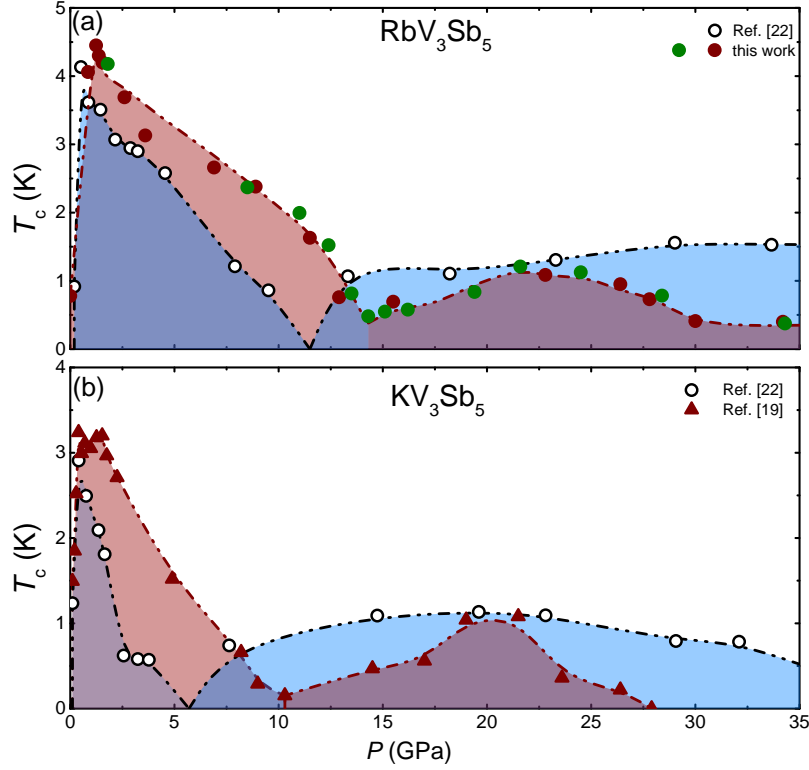 (a)
RbV3Sb5
Ref. [22]
this work
Tc (K)
5
4
3
2
1
0
(b)
KV3Sb5
Ref. [22]
Ref. [19]
Tc (K)
4
3
2
1
0
0 5 10 15 20 25 30 35
P (GPa)